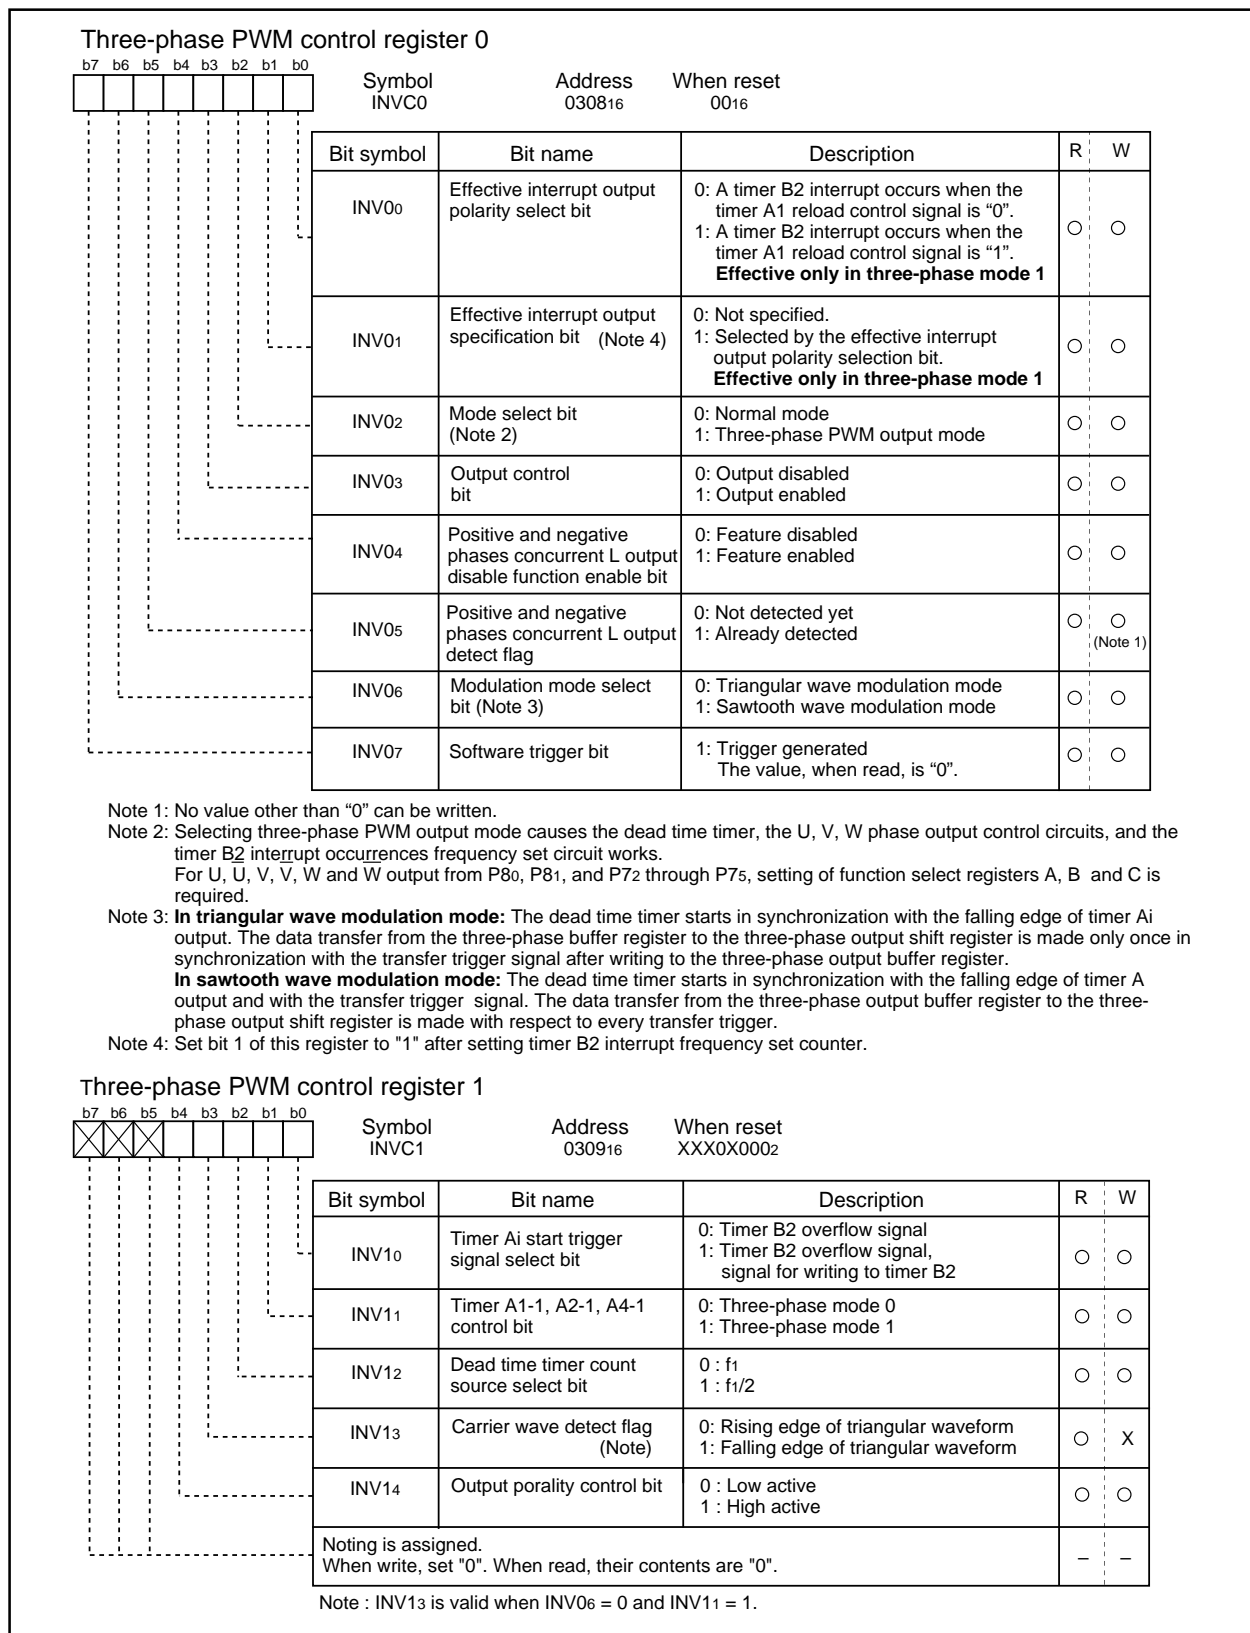 Three-phase PWM control register 0
b7 b6 b5 b4 b3 b2 b1 b0
Symbol Address When reset
INVC0 030816 0016
Bit symbol Bit name Description R W
INV00
Effective interrupt output
polarity select bit
0: A timer B2 interrupt occurs when the
timer A1 reload control signal is “0”.
1: A timer B2 interrupt occurs when the
timer A1 reload control signal is “1”.
Effective only in three-phase mode 1
INV01
Effective interrupt output
specification bit (Note 4)
0: Not specified.
1: Selected by the effective interrupt
output polarity selection bit.
Effective only in three-phase mode 1
INV02
Mode select bit
(Note 2)
0: Normal mode
1: Three-phase PWM output mode
INV03
Output control
bit
0: Output disabled
1: Output enabled
INV04
Positive and negative
phases concurrent L output
disable function enable bit
0: Feature disabled
1: Feature enabled
INV05
Positive and negative
phases concurrent L output
detect flag
0: Not detected yet
1: Already detected
(Note 1)
INV06
Modulation mode select
bit (Note 3)
0: Triangular wave modulation mode
1: Sawtooth wave modulation mode
INV07
Software trigger bit
1: Trigger generated
The value, when read, is “0”.
Note 1: No value other than “0” can be written.
Note 2: Selecting three-phase PWM output mode causes the dead time timer, the U, V, W phase output control circuits, and the
timer B2 interrupt occurrences frequency set circuit works.
For U, U̅, V, V̅, W and W̅ output from P80, P81, and P72 through P75, setting of function select registers A, B and C is
required.
Note 3: In triangular wave modulation mode: The dead time timer starts in synchronization with the falling edge of timer Ai
output. The data transfer from the three-phase buffer register to the three-phase output shift register is made only once in
synchronization with the transfer trigger signal after writing to the three-phase output buffer register.
In sawtooth wave modulation mode: The dead time timer starts in synchronization with the falling edge of timer A
output and with the transfer trigger signal. The data transfer from the three-phase output buffer register to the three-
phase output shift register is made with respect to every transfer trigger.
Note 4: Set bit 1 of this register to "1" after setting timer B2 interrupt frequency set counter.
Three-phase PWM control register 1
b7 b6 b5 b4 b3 b2 b1 b0
Symbol Address When reset
INVC1 030916 XXX0X0002
Bit symbol Bit name Description R W
INV10
Timer Ai start trigger
signal select bit
0: Timer B2 overflow signal
1: Timer B2 overflow signal,
signal for writing to timer B2
INV11
Timer A1-1, A2-1, A4-1
control bit
0: Three-phase mode 0
1: Three-phase mode 1
INV12
Dead time timer count
source select bit
0 : f1
1 : f1/2
INV13
Carrier wave detect flag
(Note)
0: Rising edge of triangular waveform
1: Falling edge of triangular waveform
X
INV14
Output porality control bit
0 : Low active
1 : High active
Noting is assigned.
When write, set "0". When read, their contents are "0".
– –
Note : INV13 is valid when INV06 = 0 and INV11 = 1.